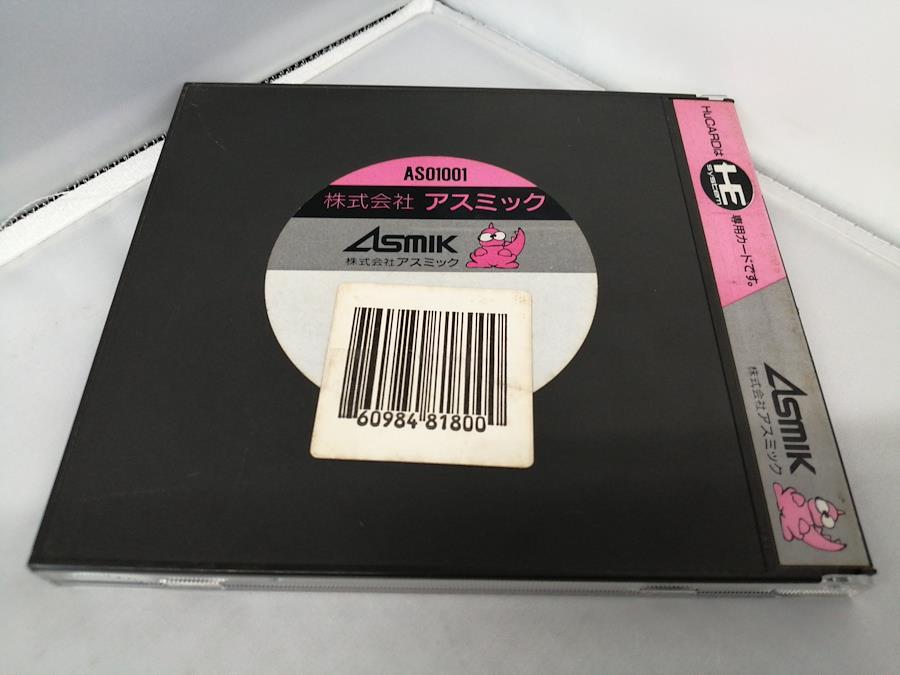 AS01001
株式会社 アスミック
ASMIK
株式会社アスミック
60984 81800
HuCARDは
HE
SYSTEM
専用カードです。
ASMIK
株式会社アスミック